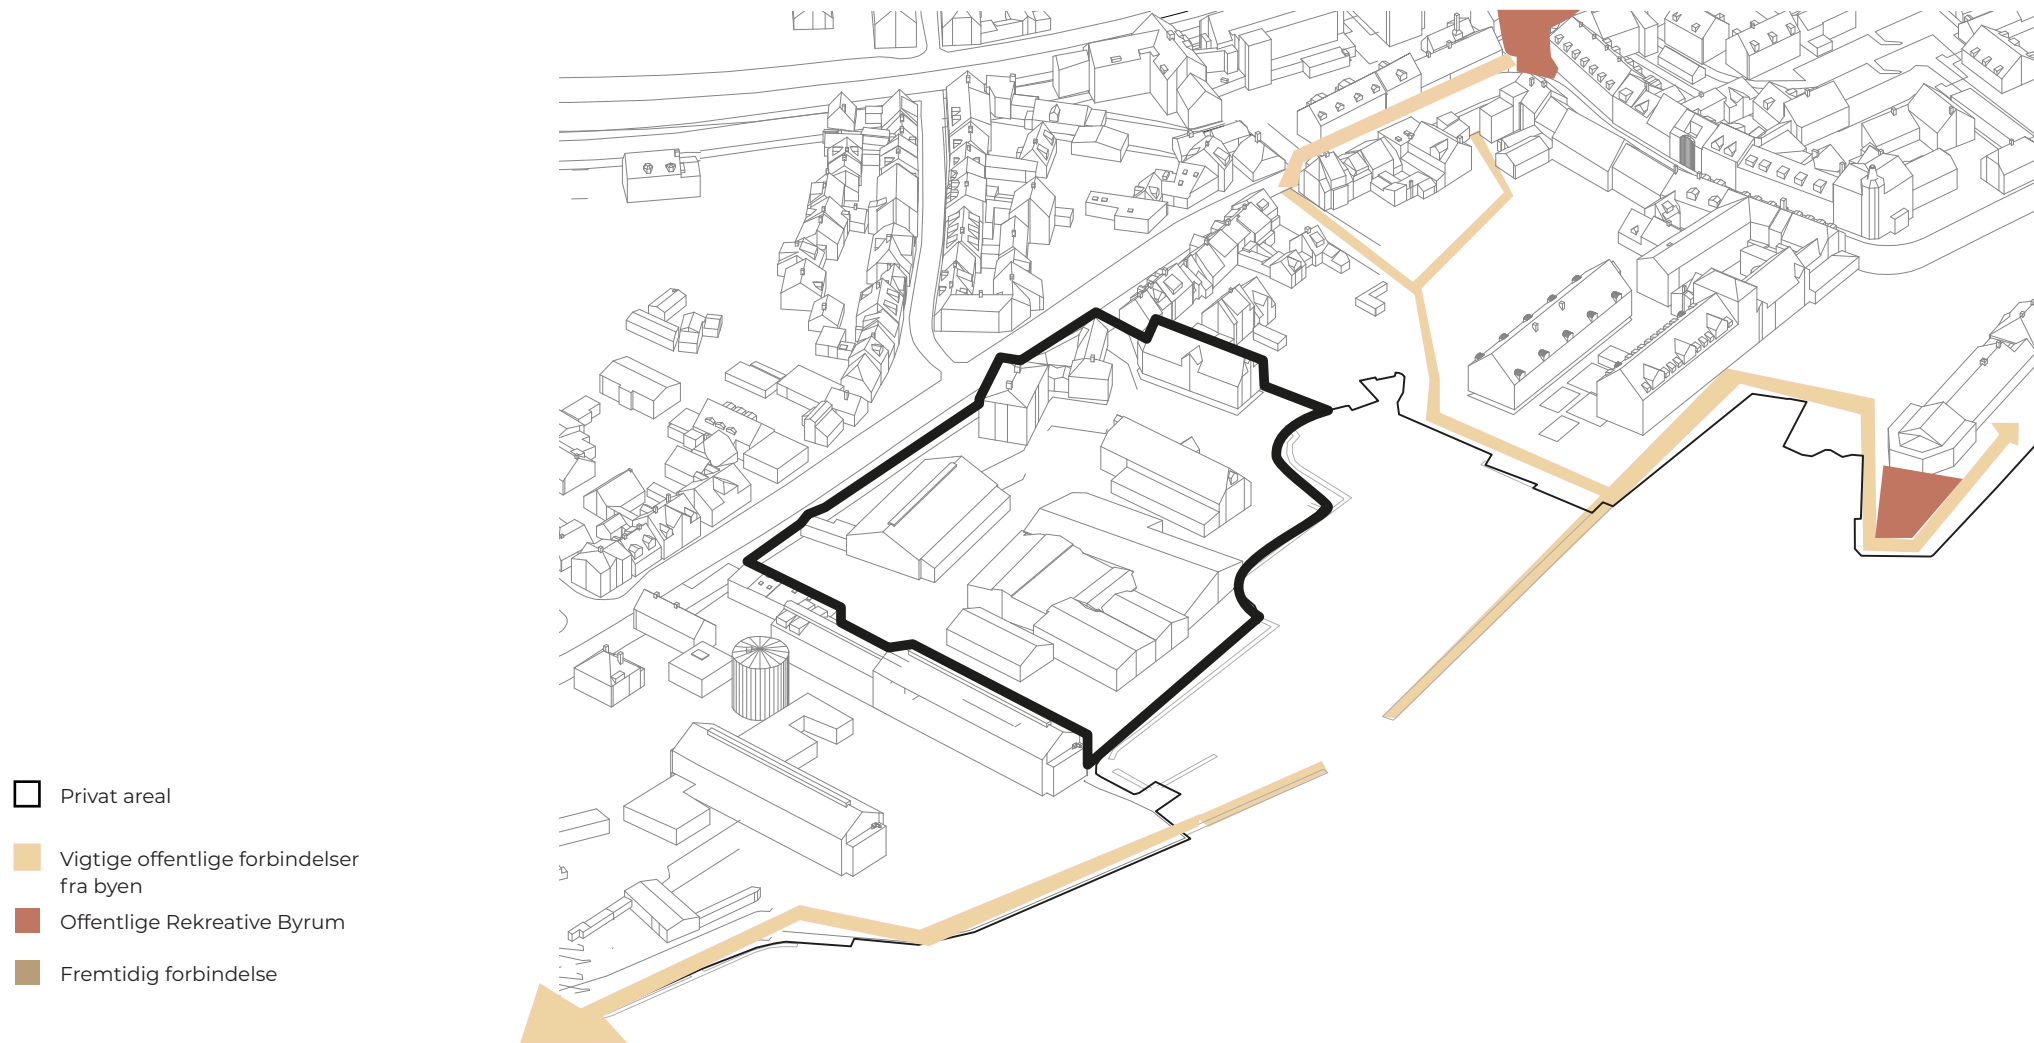 Privat areal
Vigtige offentlige forbindelser
fra byen
Offentlige Rekreative Byrum
Fremtidig forbindelse